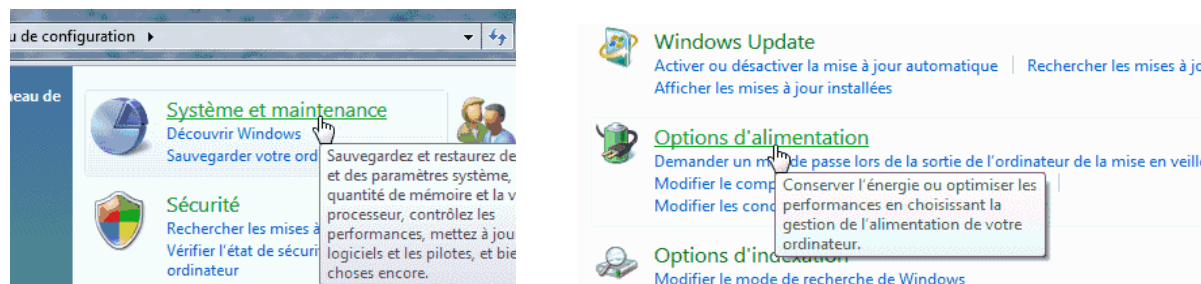 u de configuration
eau de
Système et maintenance
Découvrir Windows
Sauvegarder votre ord
Sauvegardez et restaurez de
et des paramètres système,
quantité de mémoire et la v
processeur, contrôlez les
performances, mettez à jou
logiciels et les pilotes, et bie
choses encore.
Sécurité
Rechercher les mises à
Vérifier l'état de sécuri
ordinateur
Windows Update
Activer ou désactiver la mise à jour automatique | Rechercher les mises à jo
Afficher les mises à jour installées
Options d'alimentation
Demander un m de passe lors de la sortie de l'ordinateur de la mise en veille
Modifier le comp
Modifier les cond
Conserver l'énergie ou optimiser les
performances en choisissant la
gestion de l'alimentation de votre
ordinateur.
Options d'indexation
Modifier le mode de recherche de Windows